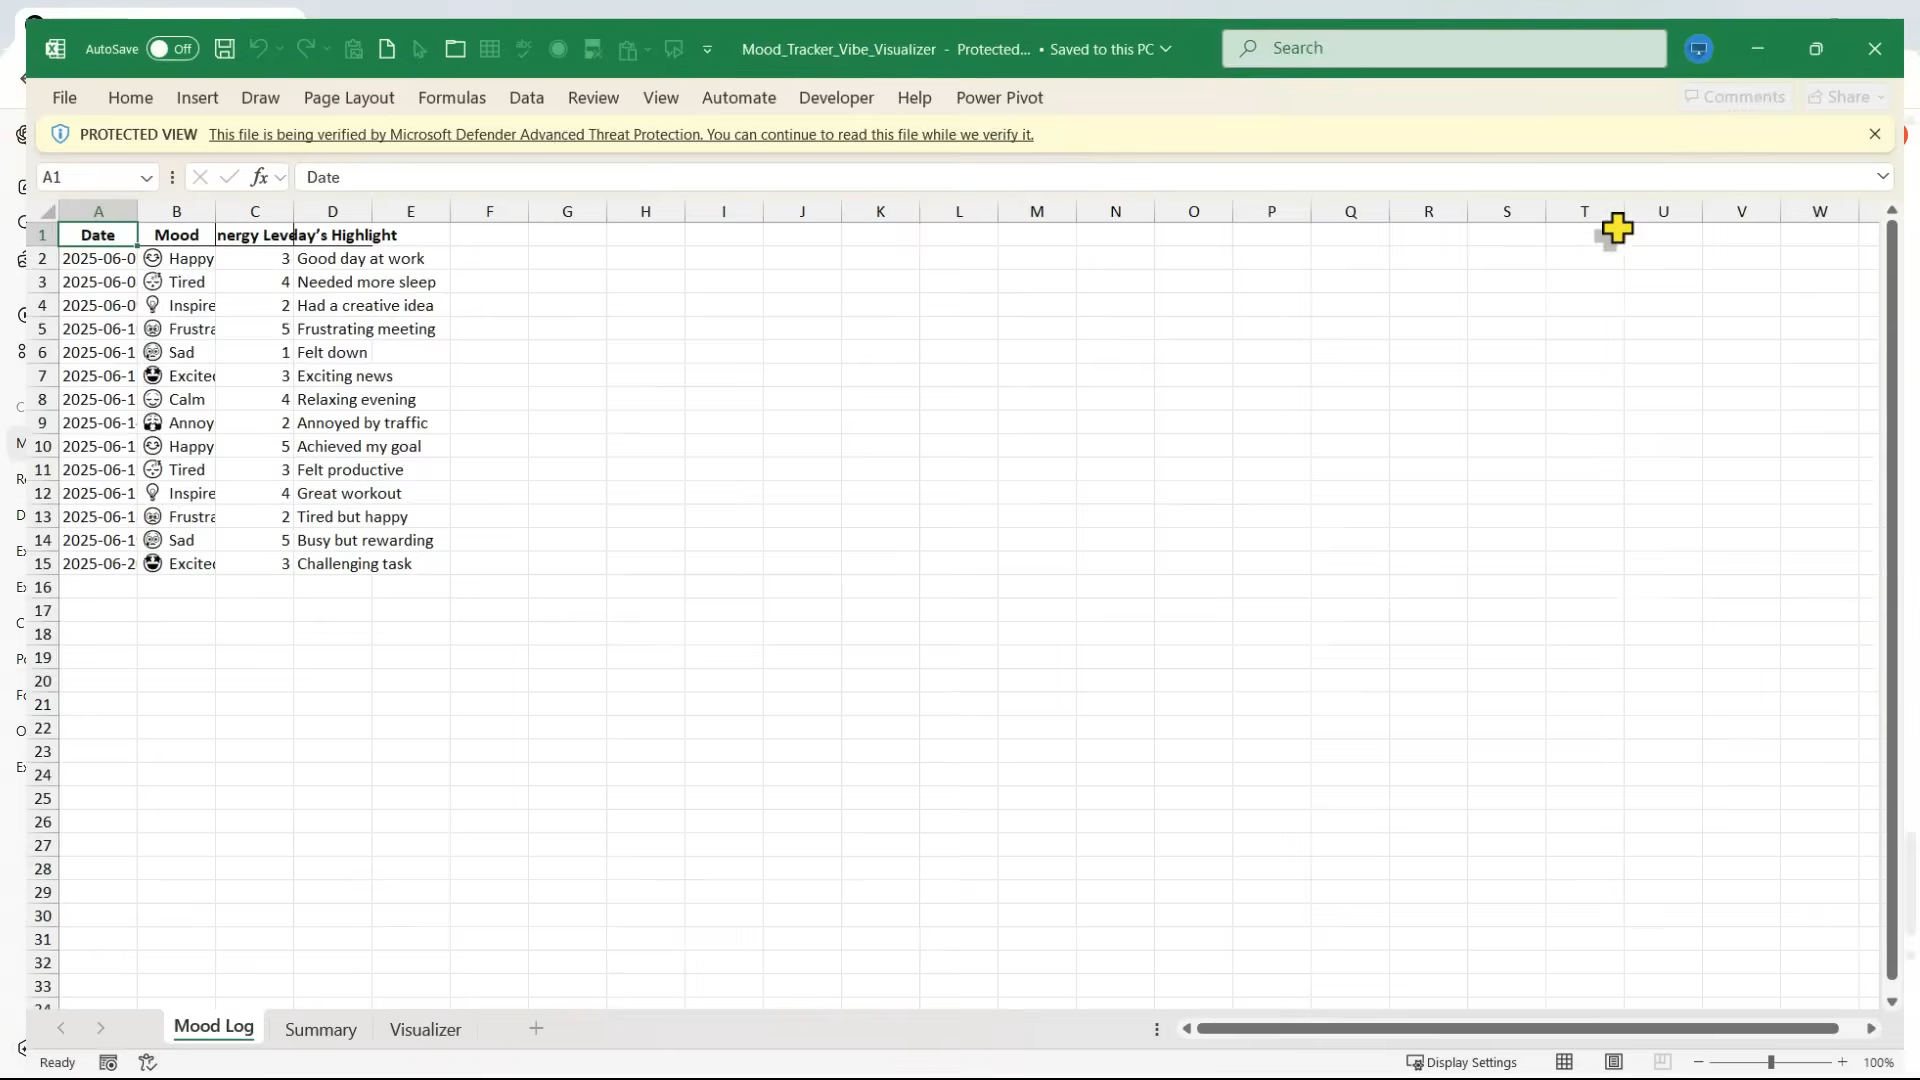 AutoSave Off Mood_Tracker_Vibe_Visualizer - Protected... • Saved to this PC Search
File Home Insert Draw Page Layout Formulas Data Review View Automate Developer Help Power Pivot Comments Share
PROTECTED VIEW This file is being verified by Microsoft Defender Advanced Threat Protection. You can continue to read this file while we verify it.
A1 fx Date
A B C D E F G H I J K L M N O P Q R S T U V W
1 Date Mood nergy Leve day's Highlight
2 2025-06-0 😊 Happy 3 Good day at work
3 2025-06-0 😴 Tired 4 Needed more sleep
4 2025-06-0 💡 Inspire 2 Had a creative idea
5 2025-06-1 Frustra 5 Frustrating meeting
6 2025-06-1 Sad 1 Felt down
7 2025-06-1 🤩 Excited 3 Exciting news
8 2025-06-1 😌 Calm 4 Relaxing evening
9 2025-06-1 Annoy 2 Annoyed by traffic
10 2025-06-1 😊 Happy 5 Achieved my goal
11 2025-06-1 😴 Tired 3 Felt productive
12 2025-06-1 💡 Inspire 4 Great workout
13 2025-06-1 Frustra 2 Tired but happy
14 2025-06-1 Sad 5 Busy but rewarding
15 2025-06-2 🤩 Excited 3 Challenging task
16
17
18
19
20
21
22
23
24
25
26
27
28
29
30
31
32
33
Mood Log Summary Visualizer
Ready Display Settings 100%